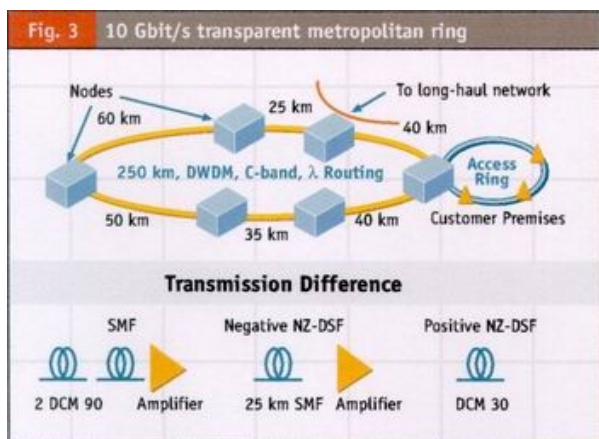 Fig. 3 10 Gbit/s transparent metropolitan ring
Nodes
60 km
25 km
To long-haul network
40 km
250 km, DWDM, C-band, λ Routing
Access
Ring
50 km
35 km
40 km
Customer Premises
Transmission Difference
SMF
Negative NZ-DSF
Positive NZ-DSF
2 DCM 90
Amplifier
25 km SMF
Amplifier
DCM 30